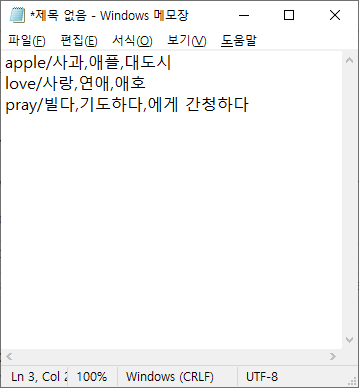 *제목 없음 - Windows 메모장
파일(F) 편집(E) 서식(O) 보기(V) 도움말
apple/사과,애플,대도시
love/사랑,연애,애호
pray/빌다,기도하다,에게 간청하다
Ln 3, Col 2 100% Windows (CRLF) UTF-8